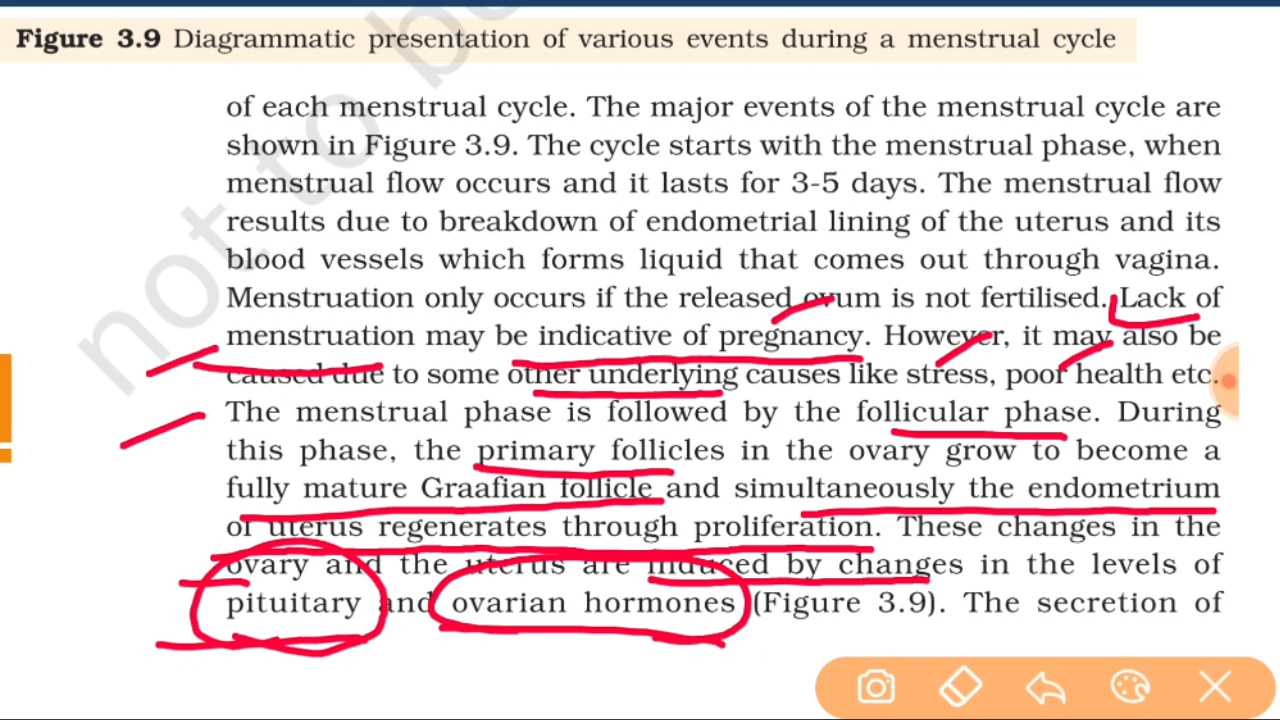 Figure 3.9 Diagrammatic presentation of various events during a menstrual cycle
of each menstrual cycle. The major events of the menstrual cycle are
shown in Figure 3.9. The cycle starts with the menstrual phase, when
menstrual flow occurs and it lasts for 3-5 days. The menstrual flow
results due to breakdown of endometrial lining of the uterus and its
blood vessels which forms liquid that comes out through vagina.
Menstruation only occurs if the released ovum is not fertilised. Lack of
menstruation may be indicative of pregnancy. However, it may also be
caused due to some other underlying causes like stress, poor health etc.
The menstrual phase is followed by the follicular phase. During
this phase, the primary follicles in the ovary grow to become a
fully mature Graafian follicle and simultaneously the endometrium
of uterus regenerates through proliferation. These changes in the
ovary and the uterus are induced by changes in the levels of
pituitary and ovarian hormones (Figure 3.9). The secretion of
not to be